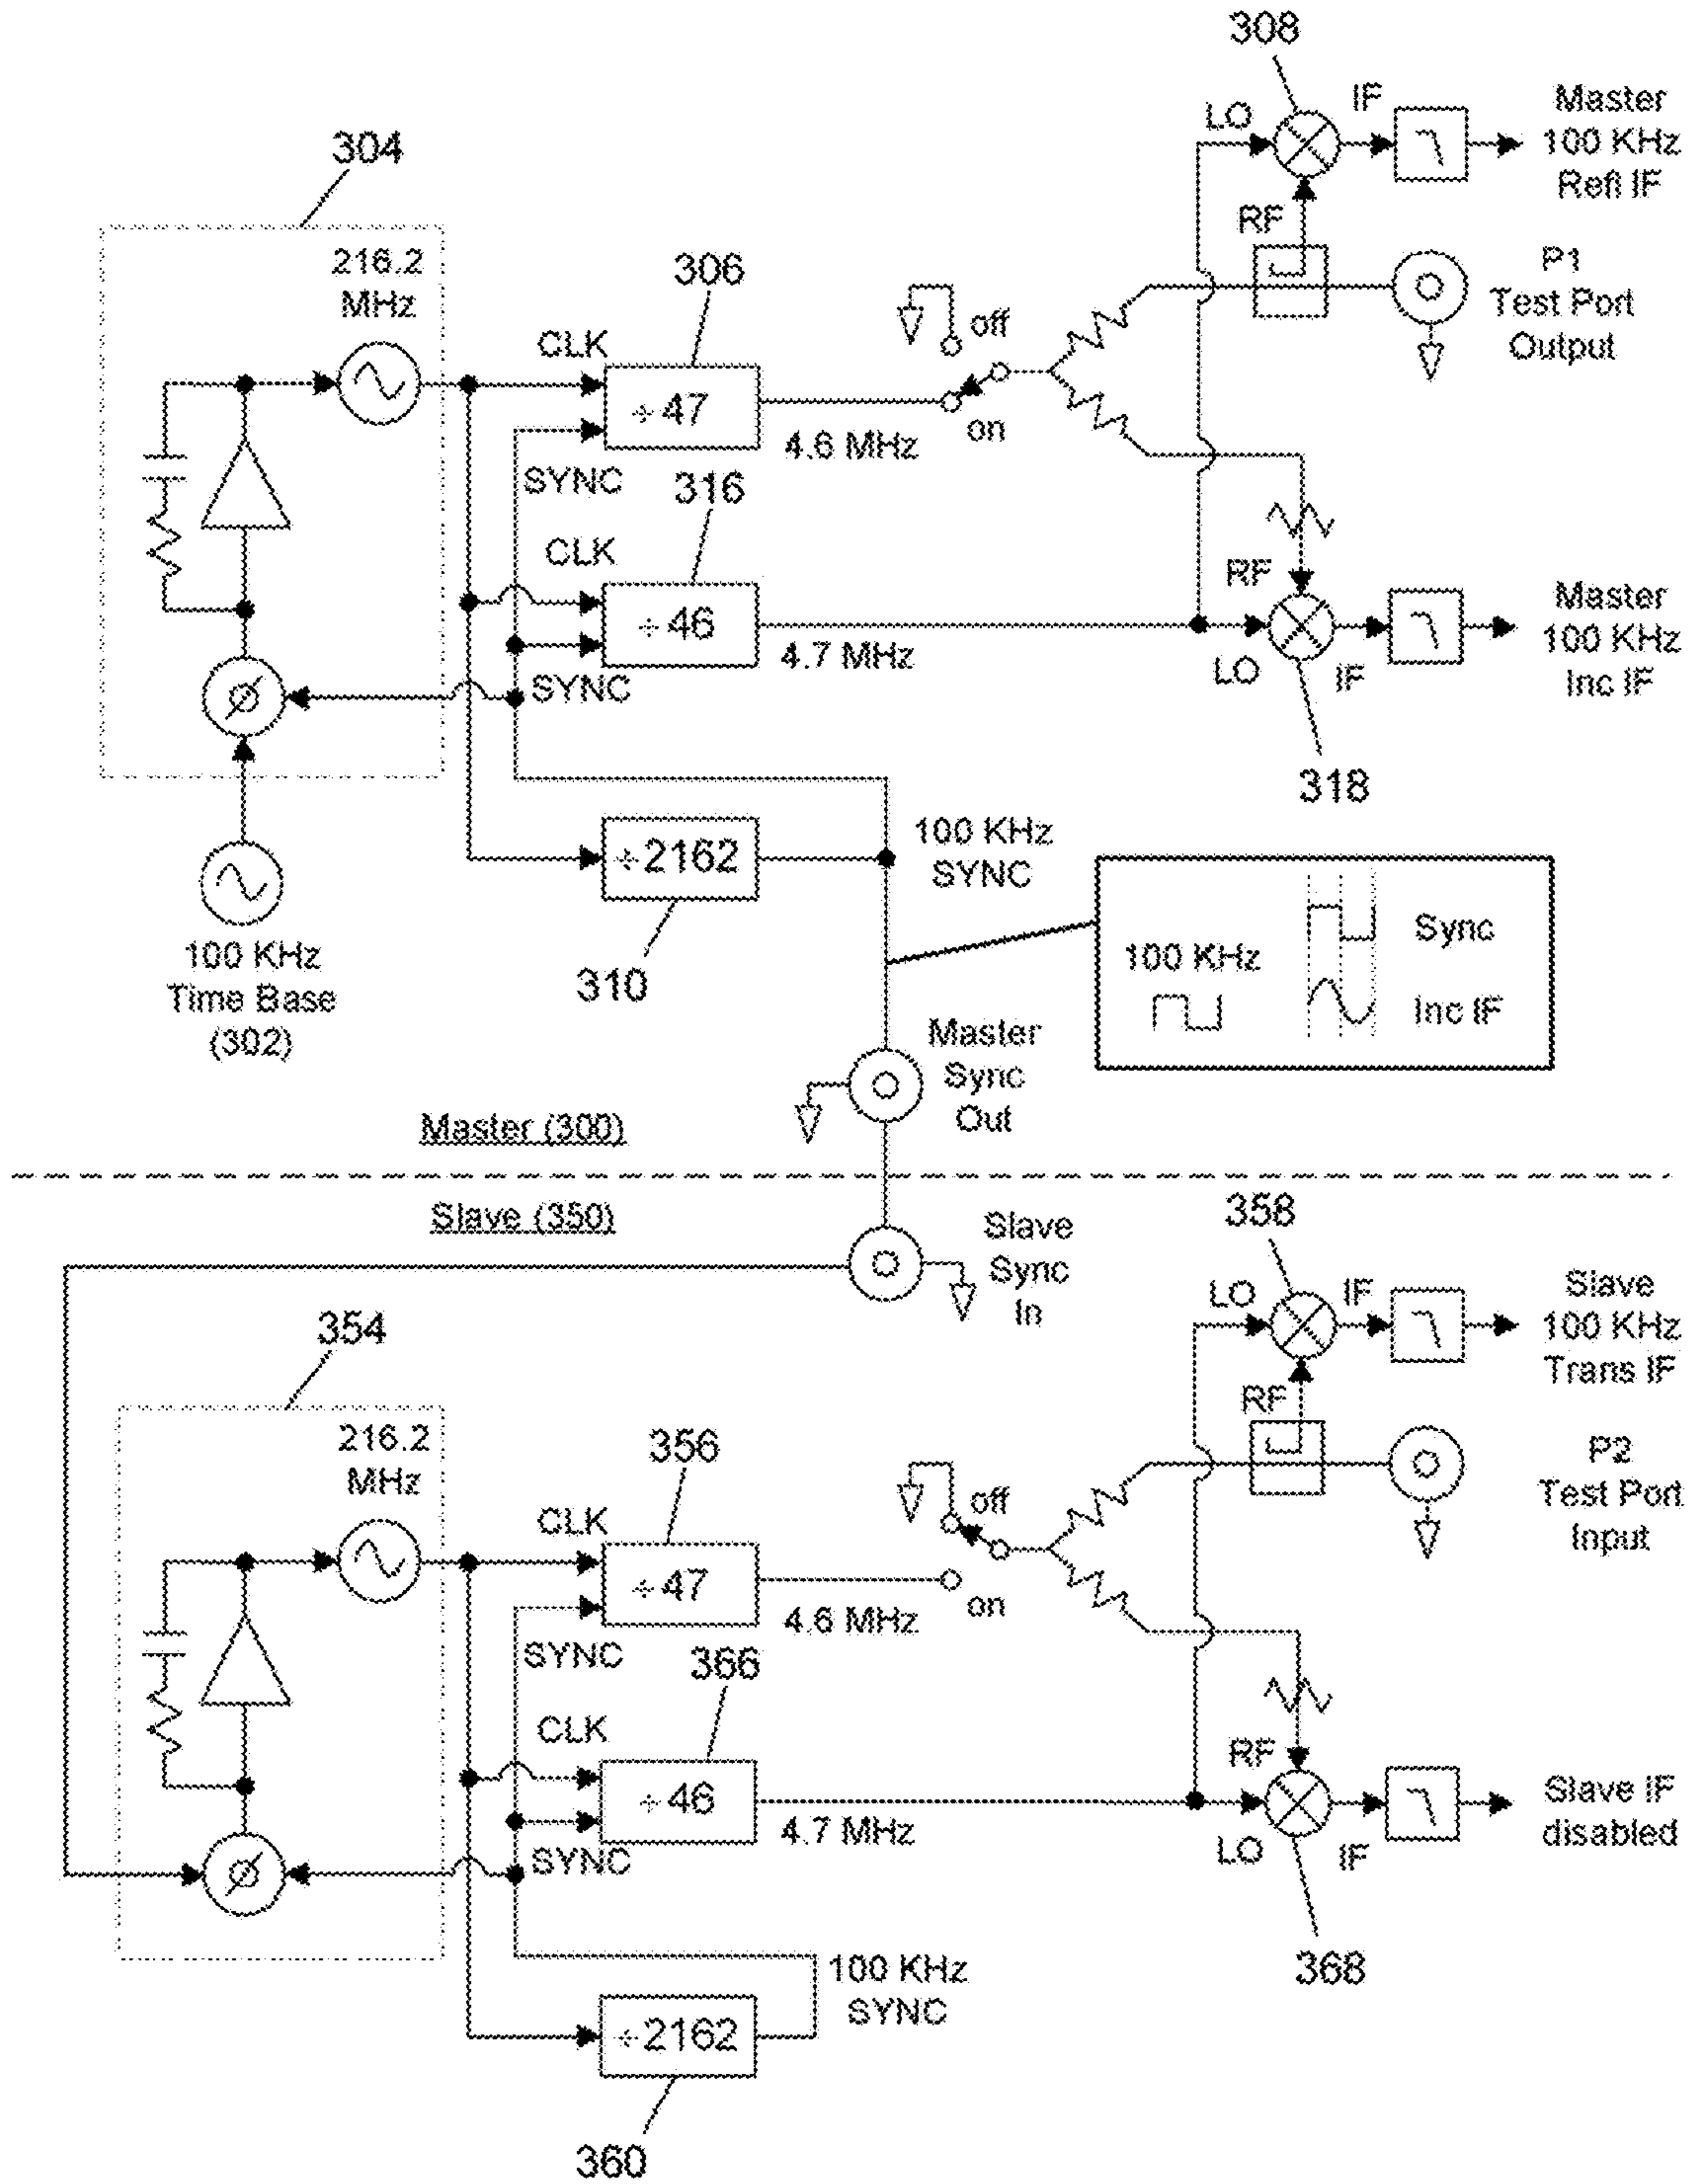 308
LO
IF
Master
100 KHz
Refl IF
304
RF
216.2
MHz
306
P1
Test Port
Output
off
CLK
÷47
on
4.6 MHz
SYNC
316
CLK
RF
÷46
Master
100 KHz
Inc IF
4.7 MHz
LO
IF
SYNC
Ø
318
÷2162
100 KHz
SYNC
310
100 KHz
Time Base
(302)
100 KHz
Sync
Inc IF
Master
Sync
Out
Master (300)
Slave (350)
Slave
Sync
In
358
LO
IF
Slave
100 KHz
Trans IF
354
RF
216.2
MHz
356
P2
Test Port
Input
off
CLK
÷47
on
4.6 MHz
SYNC
366
CLK
RF
÷46
Slave IF
disabled
4.7 MHz
LO
IF
SYNC
Ø
368
100 KHz
SYNC
÷2162
360